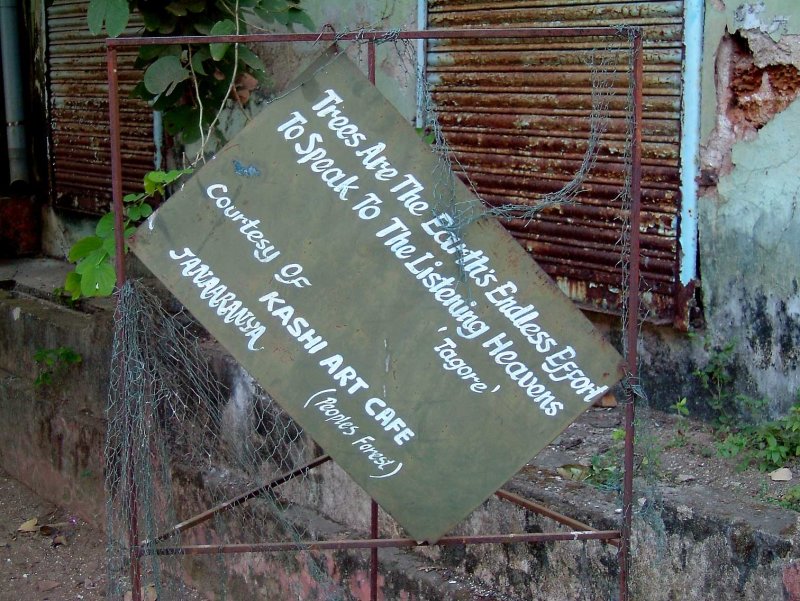 Trees Are The Earth's Endless Effort
To Speak To The Listening Heavens
'Tagore'
Courtesy OF
KASHI ART CAFE
JANAARANYA
(Peoples Forest)